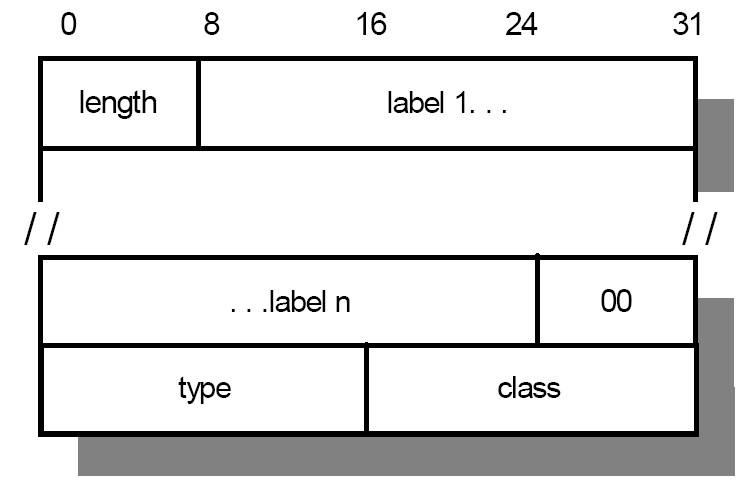 0 8 16 24 31
length label 1. . .
/ / / /
. . .label n 00
type class